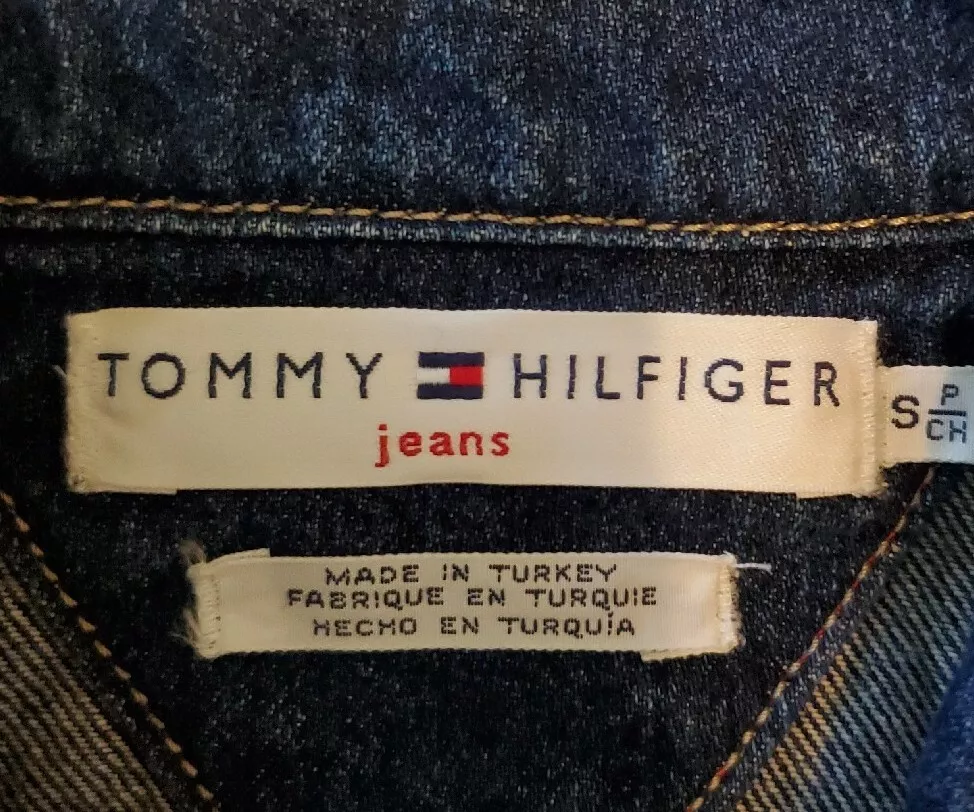 TOMMY HILFIGER
jeans
S P/CH
MADE IN TURKEY
FABRIQUE EN TURQUIE
HECHO EN TURQUÍA